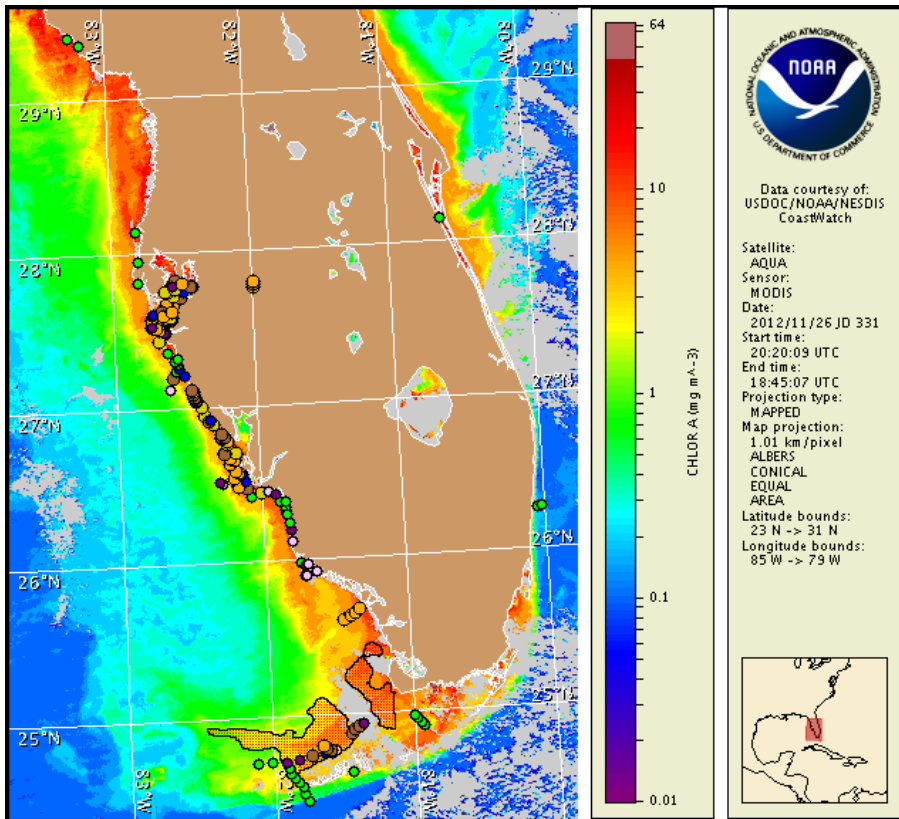 83°W
82°W
81°W
80°W
29°N
29°N
28°N
28°N
27°N
27°N
26°N
26°N
25°N
25°N
83°W
82°W
81°W
64
10
1
0.1
0.01
CHLOR A (mg m^-3)
NATIONAL OCEANIC AND ATMOSPHERIC ADMINISTRATION
NOAA
U.S. DEPARTMENT OF COMMERCE
Data courtesy of:
USDOC/NOAA/NESDIS
CoastWatch
Satellite:
AQUA
Sensor:
MODIS
Date:
2012/11/26 JD 331
Start time:
20:20:09 UTC
End time:
18:45:07 UTC
Projection type:
MAPPED
Map projection:
1.01 km/pixel
ALBERS
CONICAL
EQUAL
AREA
Latitude bounds:
23 N -> 31 N
Longitude bounds:
85 W -> 79 W